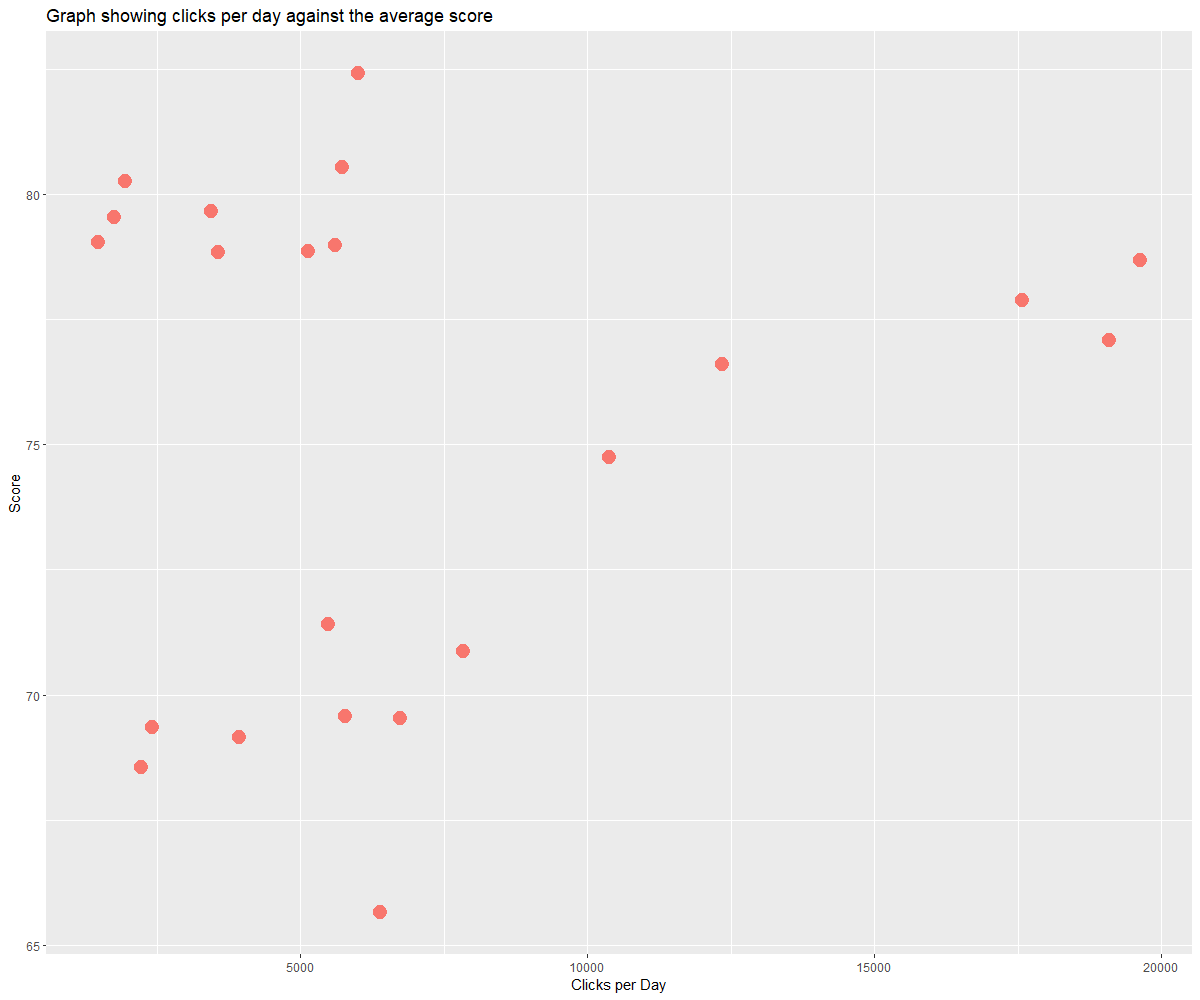 Graph showing clicks per day against the average score
80
75
70
65
Score
5000
10000
15000
20000
Clicks per Day